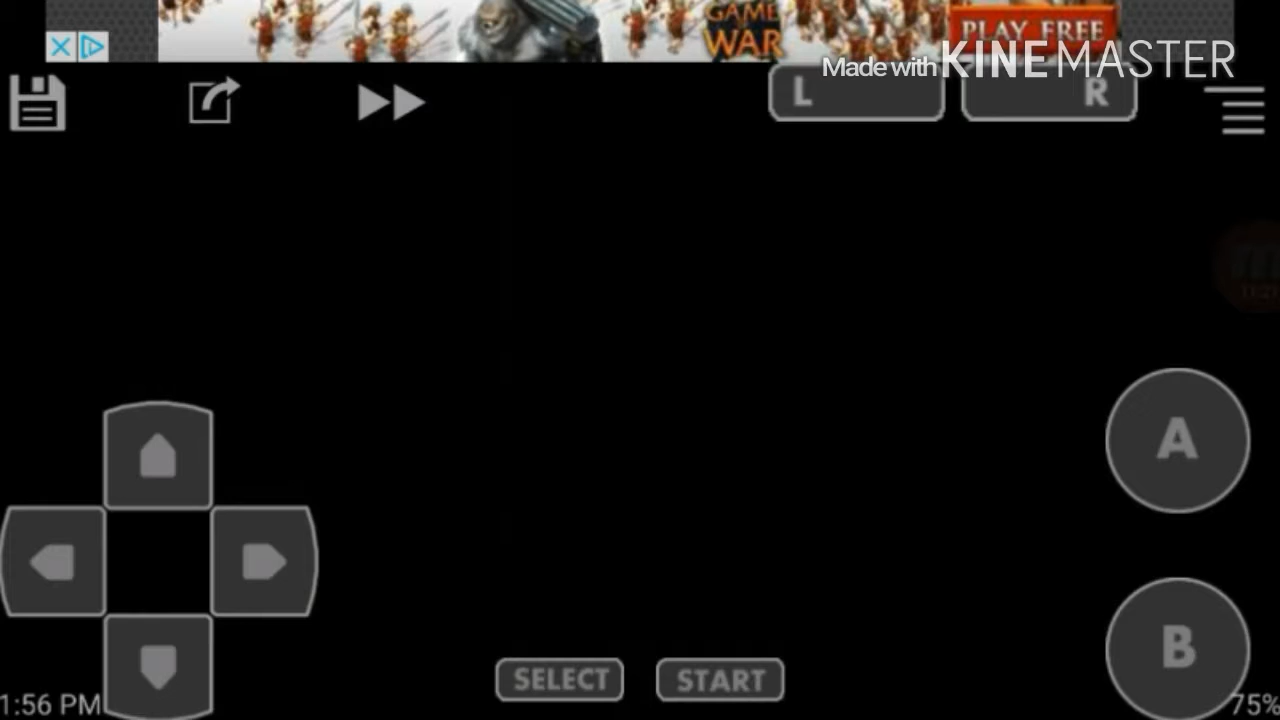 GAME
WAR
PLAY FREE
Made with KINEMASTER
L
R
A
B
SELECT
START
1:56 PM
75%